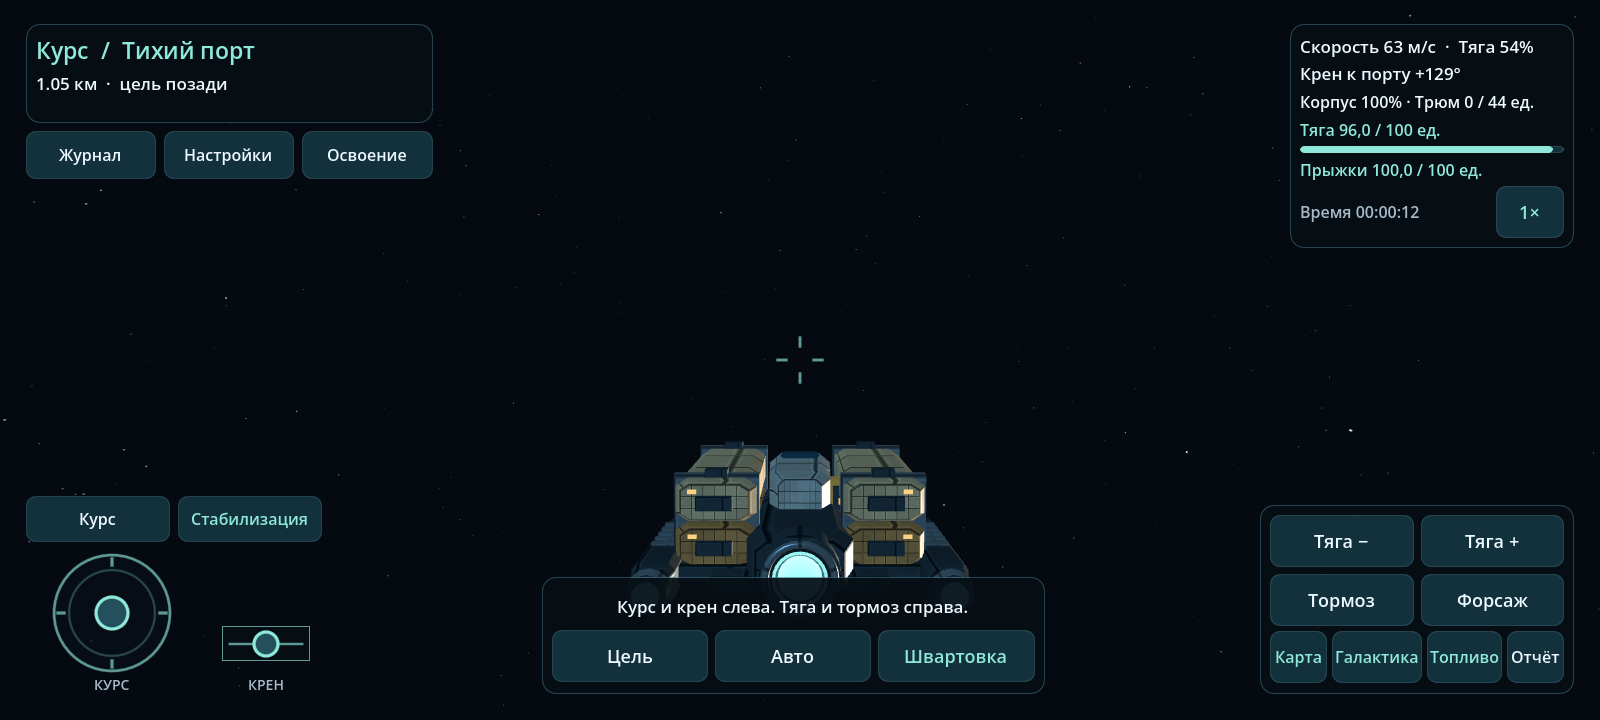 Курс / Тихий порт
1.05 км · цель позади
Журнал
Настройки
Освоение
Скорость 63 м/с · Тяга 54%
Крен к порту +129°
Корпус 100% · Трюм 0 / 44 ед.
Тяга 96,0 / 100 ед.
Прыжки 100,0 / 100 ед.
Время 00:00:12
1×
Курс
Стабилизация
КУРС
КРЕН
Курс и крен слева. Тяга и тормоз справа.
Цель
Авто
Швартовка
Тяга −
Тяга +
Тормоз
Форсаж
Карта
Галактика
Топливо
Отчёт